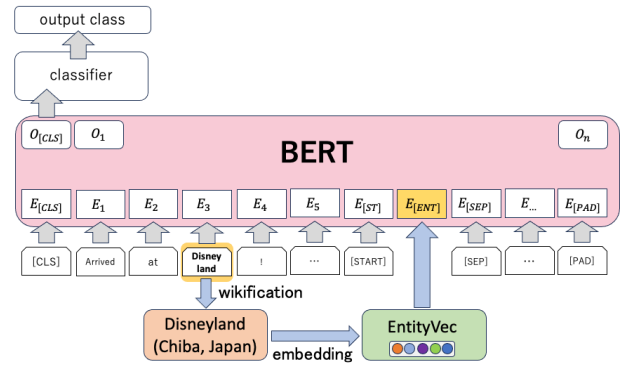 output class
classifier
O[CLS] O1 On
BERT
E[CLS] E1 E2 E3 E4 E5 E[ST] E[ENT] E[SEP] E... E[PAD]
[CLS] Arrived at Disney land ! ... [START] [SEP] ... [PAD]
wikification
Disneyland
(Chiba, Japan)
embedding
EntityVec